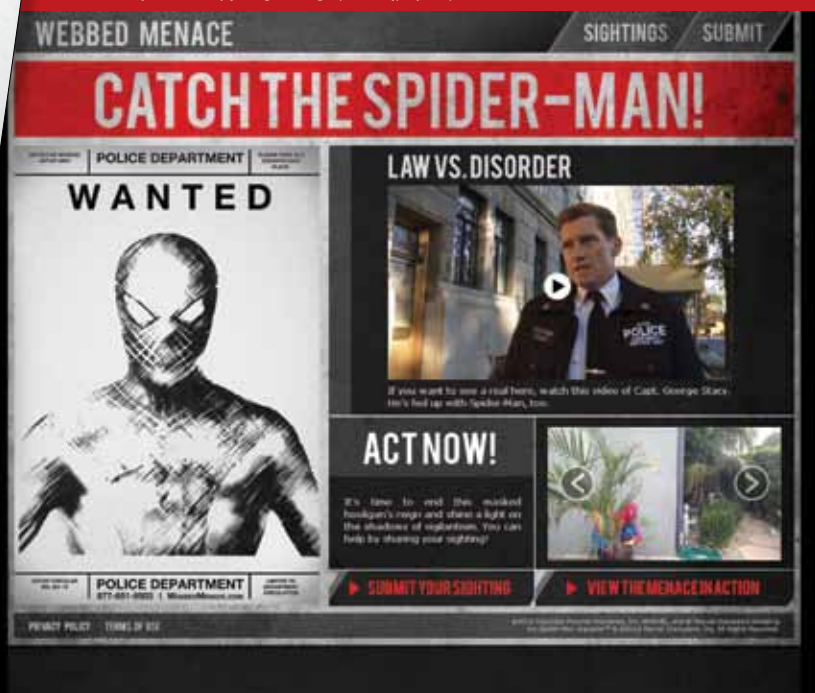 WEBBED MENACE
SIGHTINGS
SUBMIT
CATCH THE SPIDER-MAN!
POLICE DEPARTMENT
WANTED
POLICE DEPARTMENT
LAW VS. DISORDER
POLICE
If you want to see a real hero, watch this video of Capt. George Stacy.
He's fed up with Spider-Man, too.
ACT NOW!
It's time to end this masked
hooligan's reign and shine a light on
the shadows of vigilantism. You can
help by sharing your sighting!
SUBMIT YOUR SIGHTING
VIEW THE MENACE IN ACTION
PRIVACY POLICY
TERMS OF USE